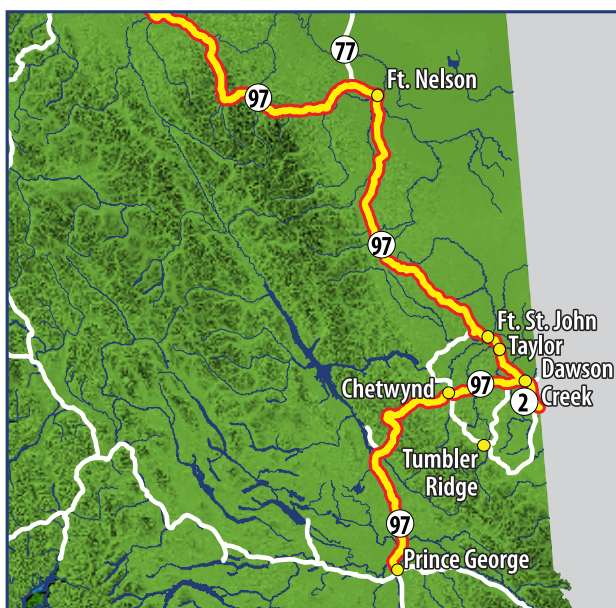 77
Ft. Nelson
97
97
Ft. St. John
Taylor
Dawson
Creek
Chetwynd
97
2
Tumbler
Ridge
97
Prince George